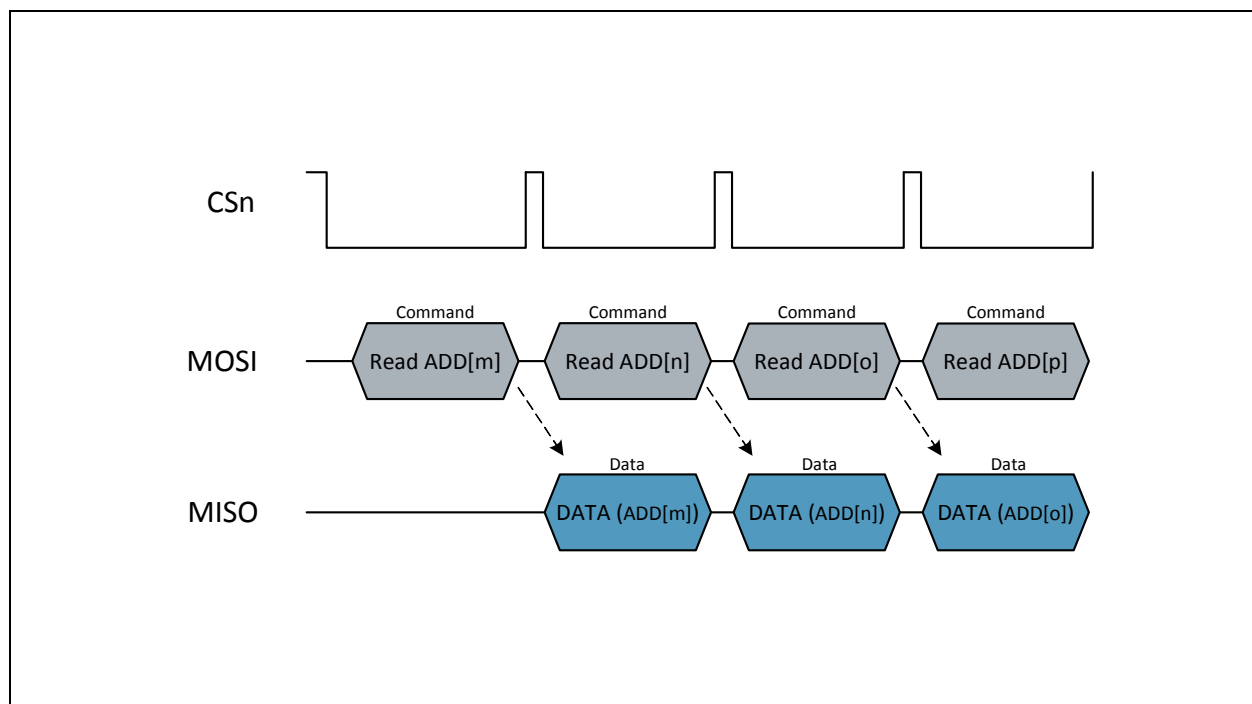 CSn
Command Command Command Command
MOSI Read ADD[m] Read ADD[n] Read ADD[o] Read ADD[p]
Data Data Data
MISO DATA (ADD[m]) DATA (ADD[n]) DATA (ADD[o])